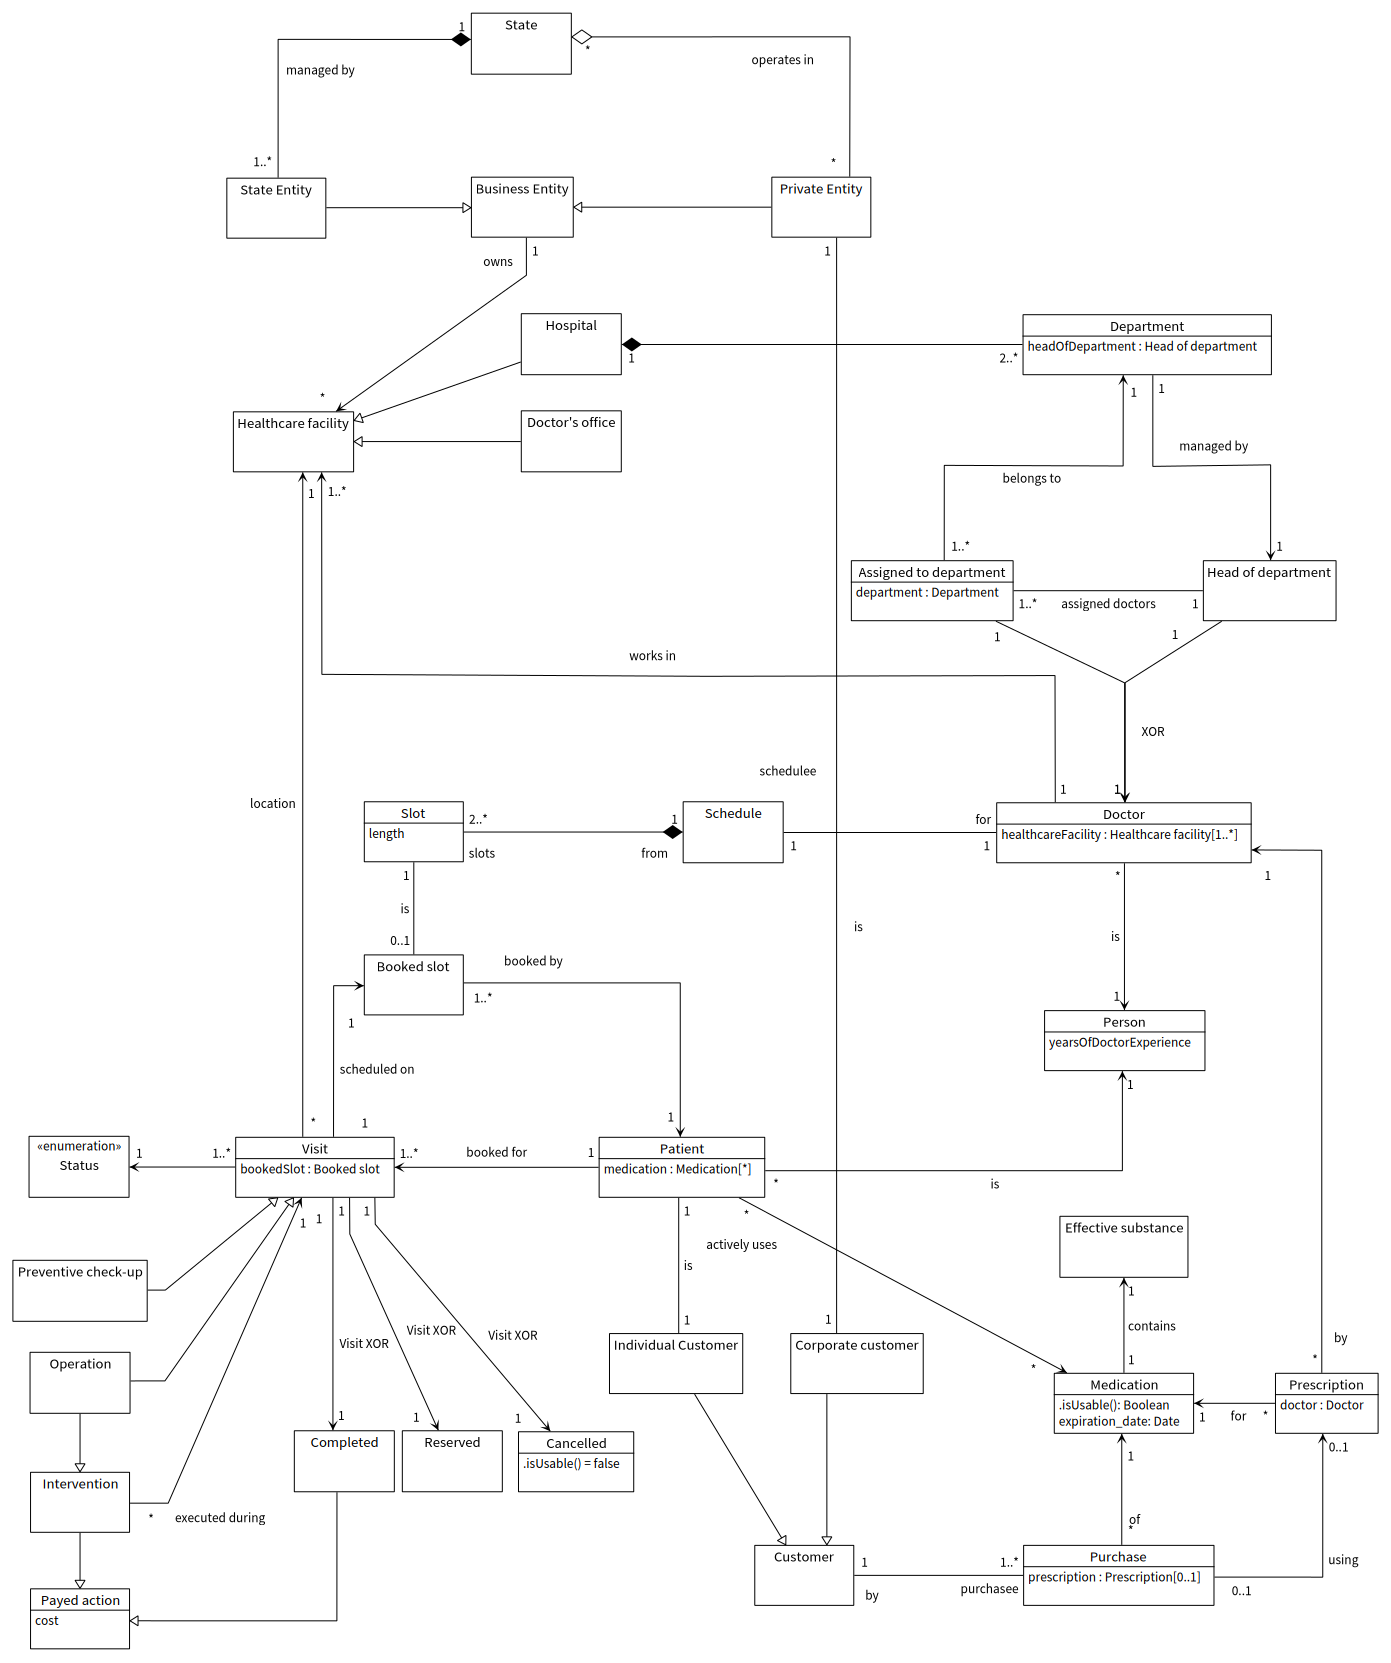 State
1
*
operates in
managed by
1..*
*
State Entity
Business Entity
Private Entity
1
1
owns
Hospital
Department
headOfDepartment : Head of department
1
2..*
1
1
*
Healthcare facility
Doctor's office
managed by
belongs to
1
1..*
1..*
1
Assigned to department
department : Department
Head of department
1..*
assigned doctors
1
1
1
works in
XOR
schedulee
location
1
1
Slot
length
2..*
slots
1
from
Schedule
for
1
1
Doctor
healthcareFacility : Healthcare facility[1..*]
1
*
1
is
0..1
is
is
Booked slot
booked by
1..*
1
1
Person
yearsOfDoctorExperience
scheduled on
1
*
1
1
«enumeration»
Status
1
1..*
Visit
bookedSlot : Booked slot
1..*
booked for
1
Patient
medication : Medication[*]
*
is
1
1
1
1
1
*
actively uses
is
Effective substance
1
Preventive check-up
contains
1
1
1
Visit XOR
Visit XOR
Visit XOR
by
*
Individual Customer
Corporate customer
*
1
Operation
Medication
.isUsable(): Boolean
expiration_date: Date
Prescription
doctor : Doctor
1
for
*
1
1
1
Completed
Reserved
Cancelled
.isUsable() = false
0..1
1
Intervention
*
executed during
of
*
Customer
1
by
1..*
purchasee
Purchase
prescription : Prescription[0..1]
using
0..1
Payed action
cost